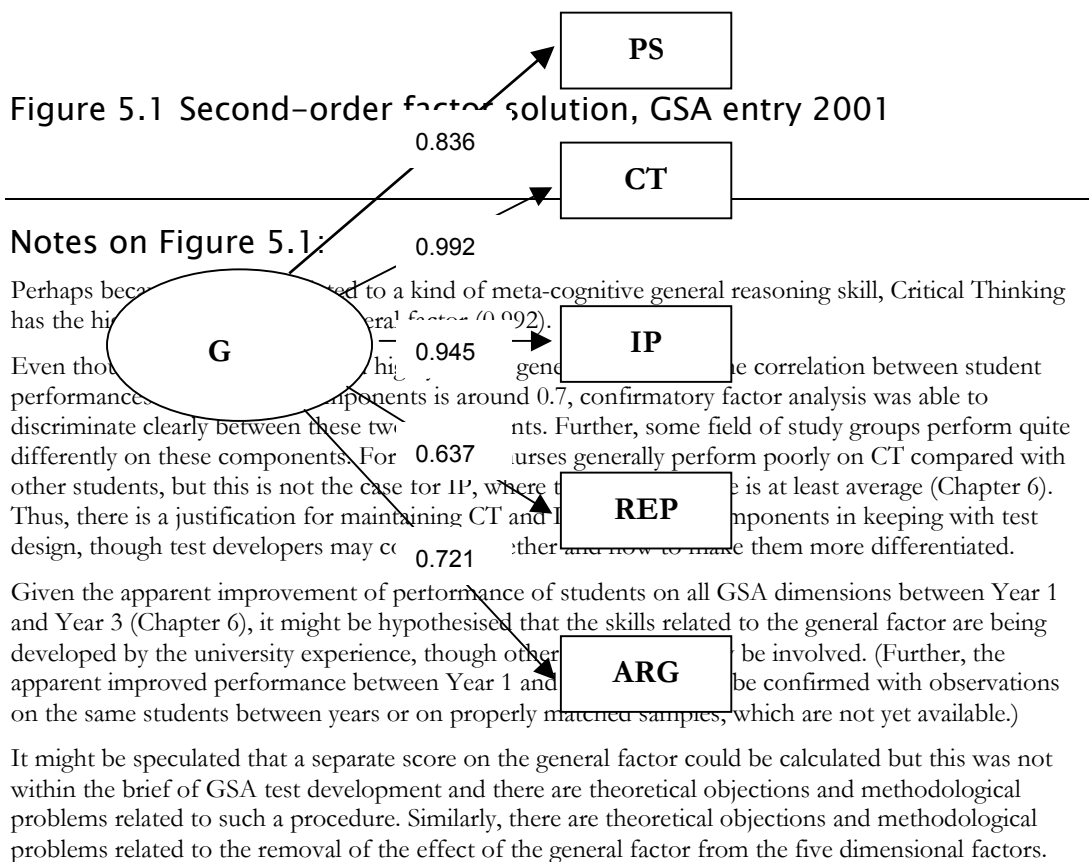 PS
Figure 5.1 Second-order factor solution, GSA entry 2001
0.836
CT
Notes on Figure 5.1:
0.992
Perhaps to a kind of meta-cognitive general reasoning skill, Critical Thinking
has the factor (0.992).
IP
G
0.945
Even correlation between student
performances is around 0.7, confirmatory factor analysis was able to
discriminate clearly between these Further, some field of study groups perform quite
0.637
differently on these components. For generally perform poorly on CT compared with
other students, but this is not the case for IP, where is at least average (Chapter 6).
REP
Thus, there is a justification for maintaining CT and in keeping with test
design, though test developers may and how to make them more differentiated.
0.721
Given the apparent improvement of performance of students on all GSA dimensions between Year 1
and Year 3 (Chapter 6), it might be hypothesised that the skills related to the general factor are being
developed by the university experience, though be involved. (Further, the
ARG
apparent improved performance between Year 1 and be confirmed with observations
on the same students between years or on properly matched samples, which are not yet available.)
It might be speculated that a separate score on the general factor could be calculated but this was not
within the brief of GSA test development and there are theoretical objections and methodological
problems related to such a procedure. Similarly, there are theoretical objections and methodological
problems related to the removal of the effect of the general factor from the five dimensional factors.